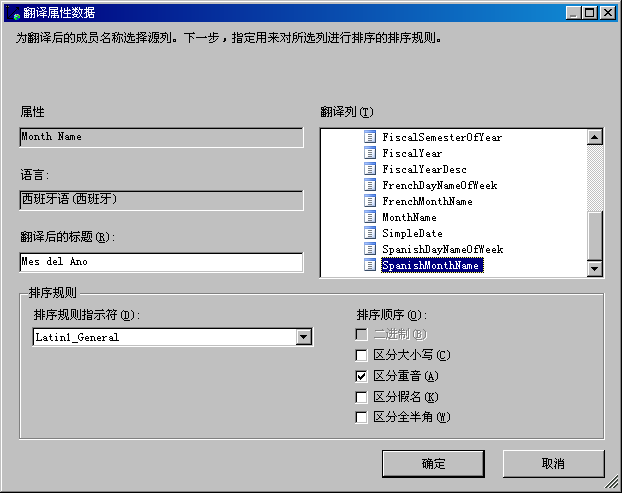 翻译属性数据
为翻译后的成员名称选择源列。下一步，指定用来对所选列进行排序的排序规则。
属性
Month Name
语言:
西班牙语(西班牙)
翻译后的标题(R):
Mes del Ano
翻译列(T)
FiscalSemesterOfYear
FiscalYear
FiscalYearDesc
FrenchDayNameOfWeek
FrenchMonthName
MonthName
SimpleDate
SpanishDayNameOfWeek
SpanishMonthName
排序规则
排序规则指示符(D):
Latin1_General
排序顺序(O):
二进制(B)
区分大小写(C)
区分重音(A)
区分假名(K)
区分全半角(W)
确定
取消